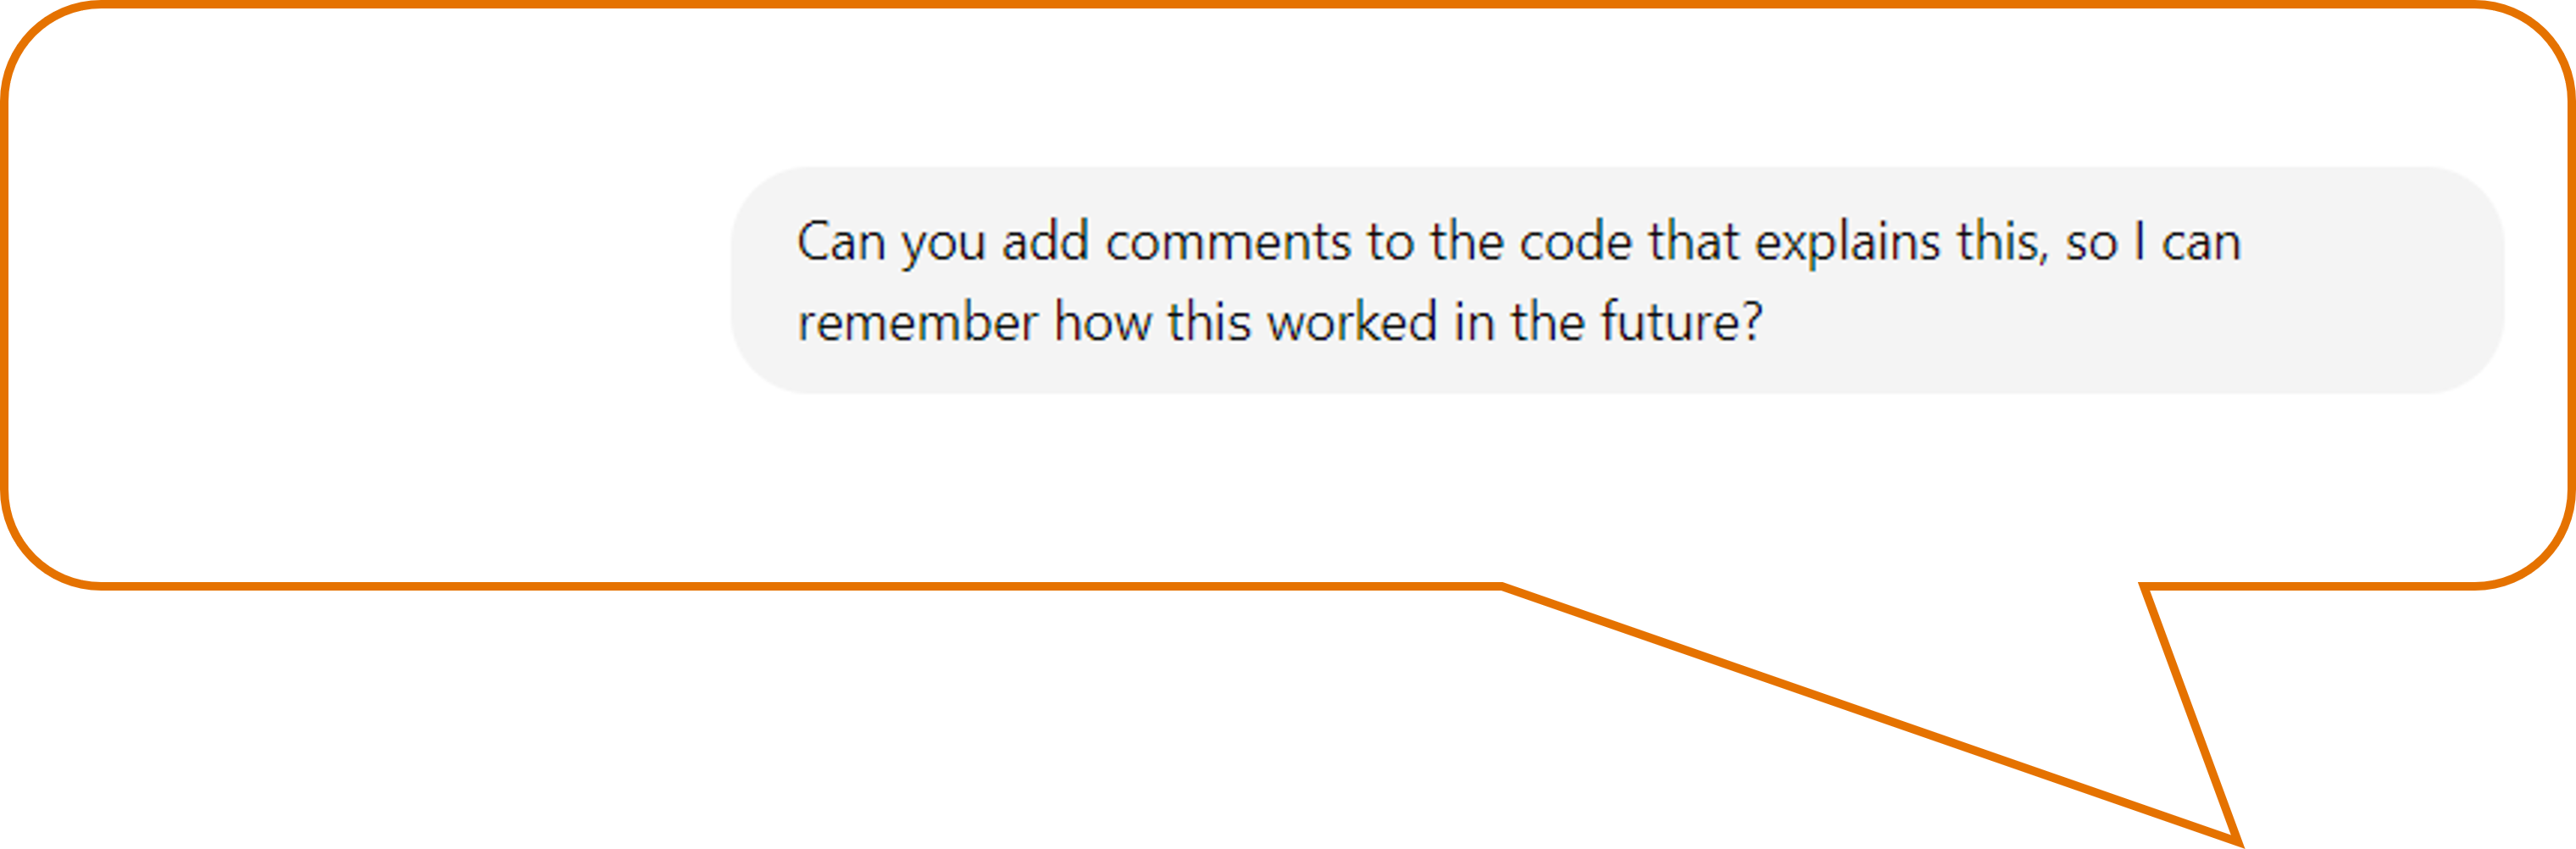 Can you add comments to the code that explains this, so I can
remember how this worked in the future?